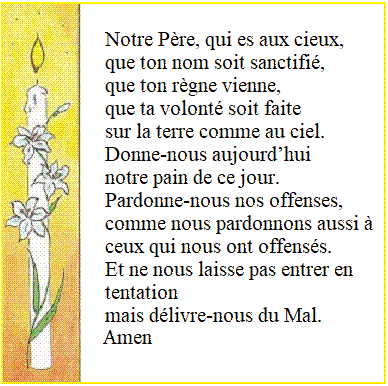 Notre Père, qui es aux cieux,
que ton nom soit sanctifié,
que ton règne vienne,
que ta volonté soit faite
sur la terre comme au ciel.
Donne-nous aujourd’hui
notre pain de ce jour.
Pardonne-nous nos offenses,
comme nous pardonnons aussi à
ceux qui nous ont offensés.
Et ne nous laisse pas entrer en
tentation
mais délivre-nous du Mal.
Amen